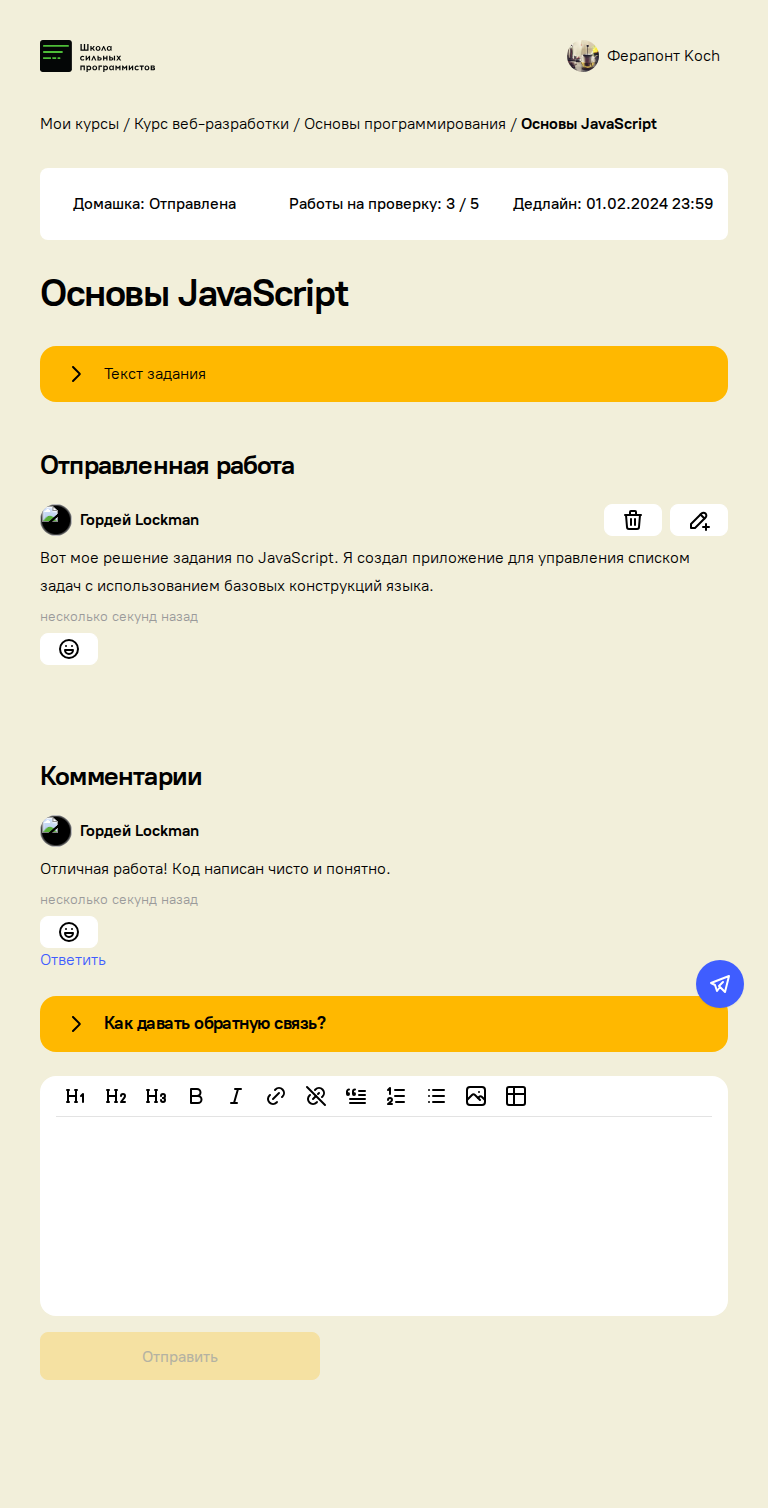 Школа
сильных
программистов
Ферапонт Koch
Мои курсы / Курс веб-разработки / Основы программирования / Основы JavaScript
Домашка: Отправлена
Работы на проверку: 3 / 5
Дедлайн: 01.02.2024 23:59
Основы JavaScript
Текст задания
Отправленная работа
Гордей Lockman
Вот мое решение задания по JavaScript. Я создал приложение для управления списком
задач с использованием базовых конструкций языка.
несколько секунд назад
Комментарии
Гордей Lockman
Отличная работа! Код написан чисто и понятно.
несколько секунд назад
Ответить
Как давать обратную связь?
H1 H2 H3 B I
Отправить